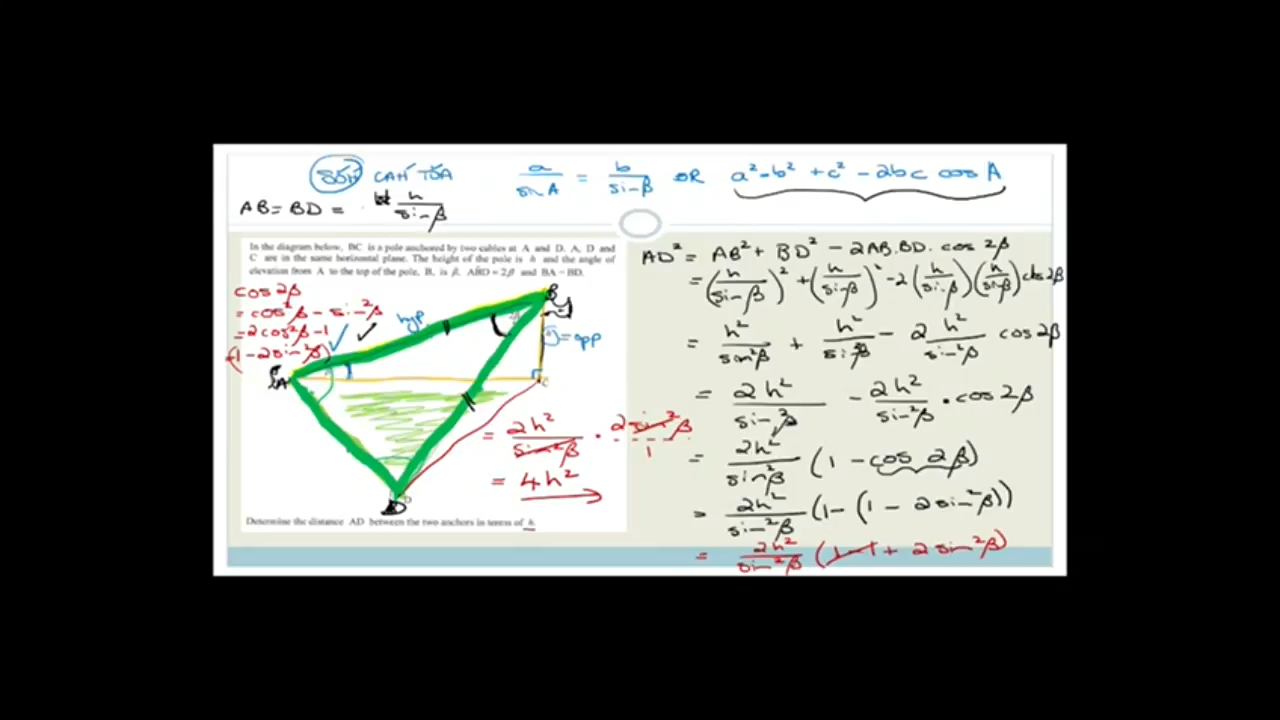 SOH CAH TOA
a/sin A = b/sin β OR a² = b² + c² - 2bc cos A
AB = BD = h/sin β
In the diagram below, BC is a pole anchored by two cables at A and D. A, D and
C are in the same horizontal plane. The height of the pole is h and the angle of
elevation from A to the top of the pole, B, is β. AB̂D = 2β and BA = BD.
cos 2β
= cos²β - sin²β
= 2cos²β - 1
(1 - 2sin²β)
hyp
= opp
A
B
C
D
= 2h²/sin²β · 2sin²β/1
= 4h²
Determine the distance AD between the two anchors in terms of h.
AD² = AB² + BD² - 2AB.BD. cos 2β
= (h/sin β)² + (h/sin β)² - 2(h/sin β)(h/sin β) cos 2β
= h²/sin²β + h²/sin²β - 2 h²/sin²β cos 2β
= 2h²/sin²β - 2h²/sin²β · cos 2β
= 2h²/sin²β (1 - cos 2β)
= 2h²/sin²β (1 - (1 - 2sin²β))
= 2h²/sin²β (1-1 + 2sin²β)